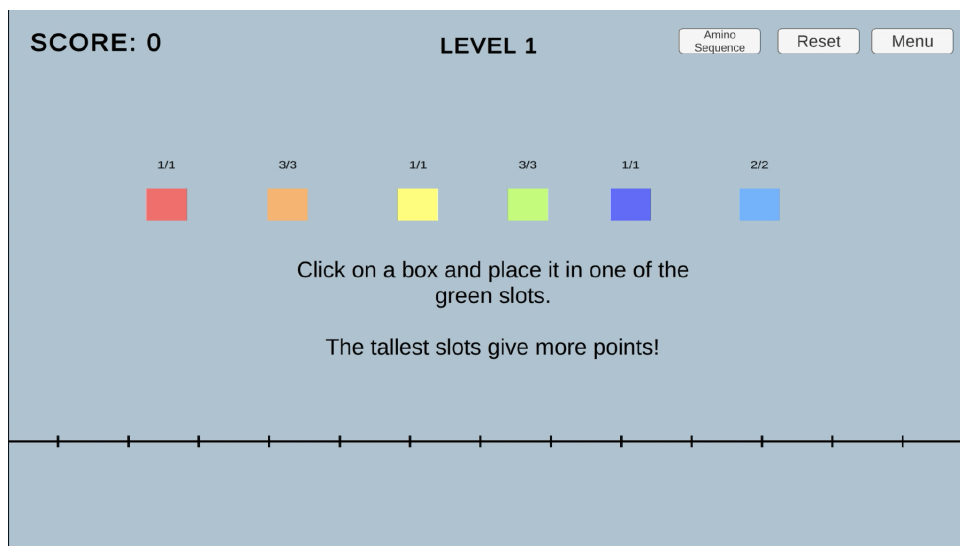 SCORE: 0
LEVEL 1
Amino
Sequence
Reset
Menu
1/1
3/3
1/1
3/3
1/1
2/2
Click on a box and place it in one of the
green slots.
The tallest slots give more points!